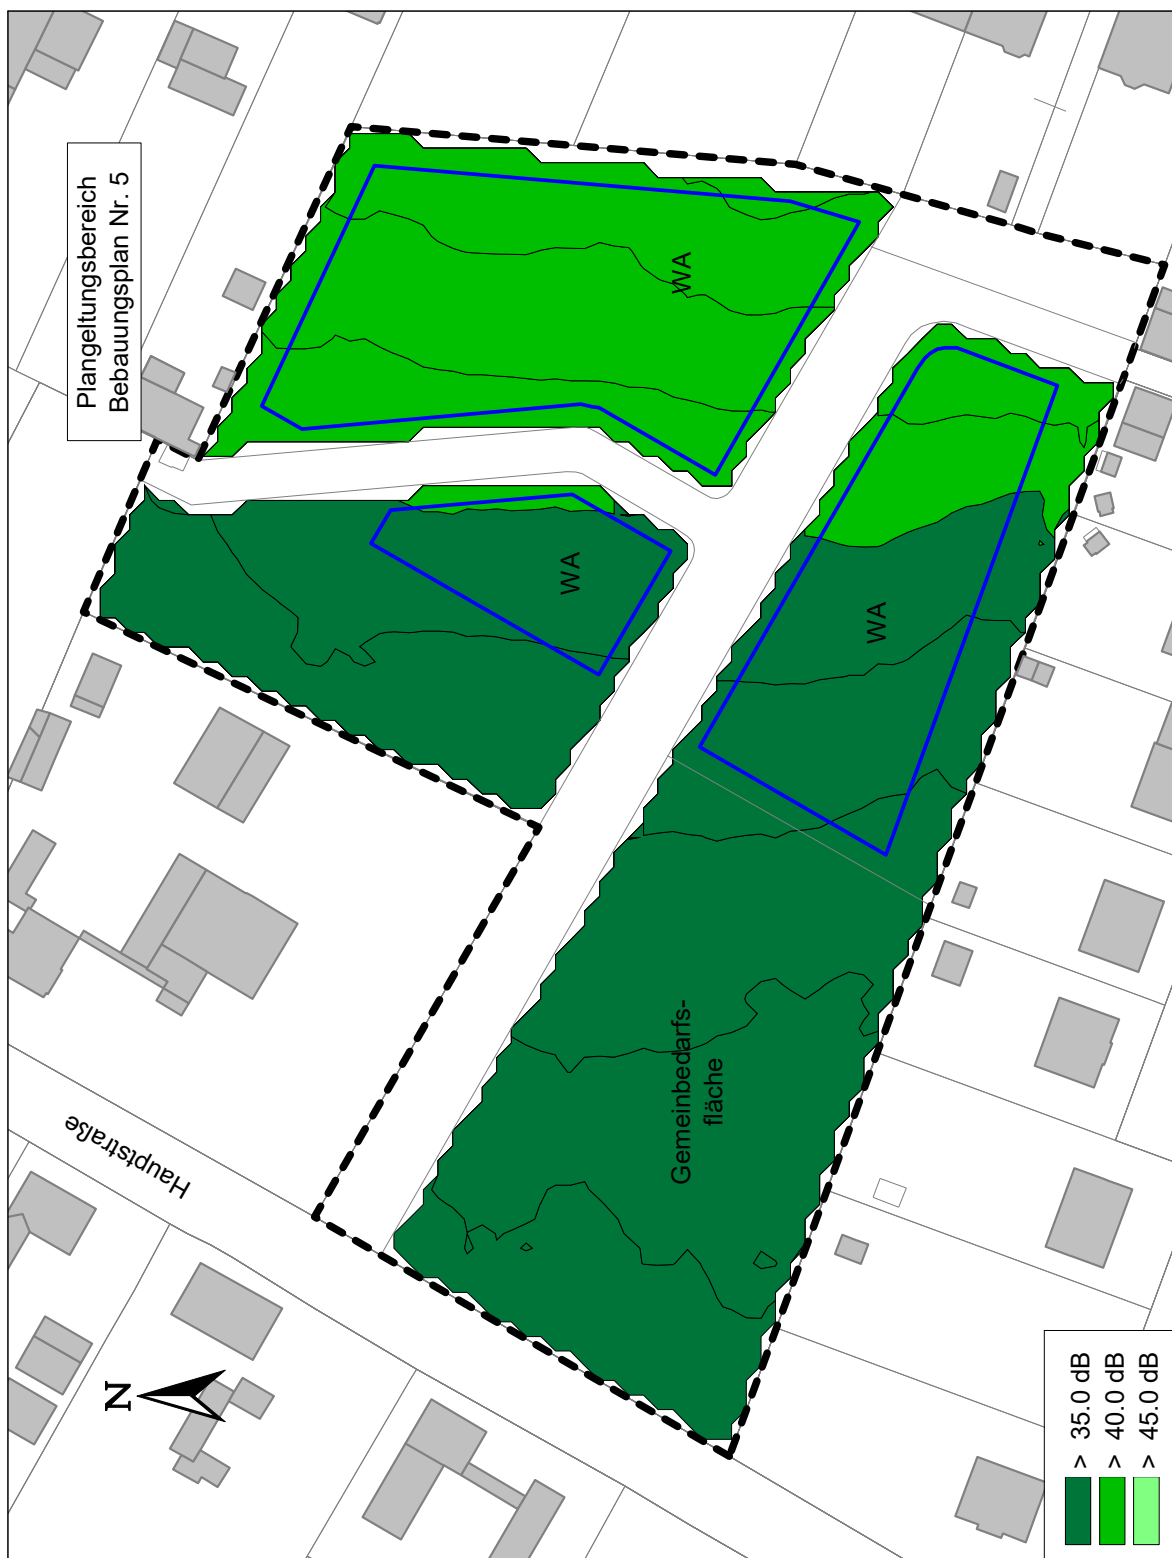 Plangeltungsbereich
Bebauungsplan Nr. 5
WA
WA
WA
Gemeinbedarfs-
fläche
Hauptstraße
N
> 35.0 dB
> 40.0 dB
> 45.0 dB